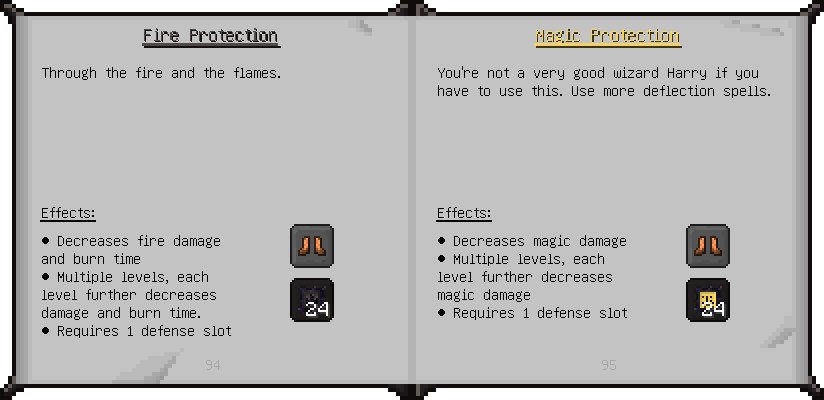 Fire Protection
Through the fire and the flames.
Effects:
• Decreases fire damage
and burn time
• Multiple levels, each
level further decreases
damage and burn time.
• Requires 1 defense slot
24
94
Magic Protection
You're not a very good wizard Harry if you
have to use this. Use more deflection spells.
Effects:
• Decreases magic damage
• Multiple levels, each
level further decreases
magic damage
• Requires 1 defense slot
24
95